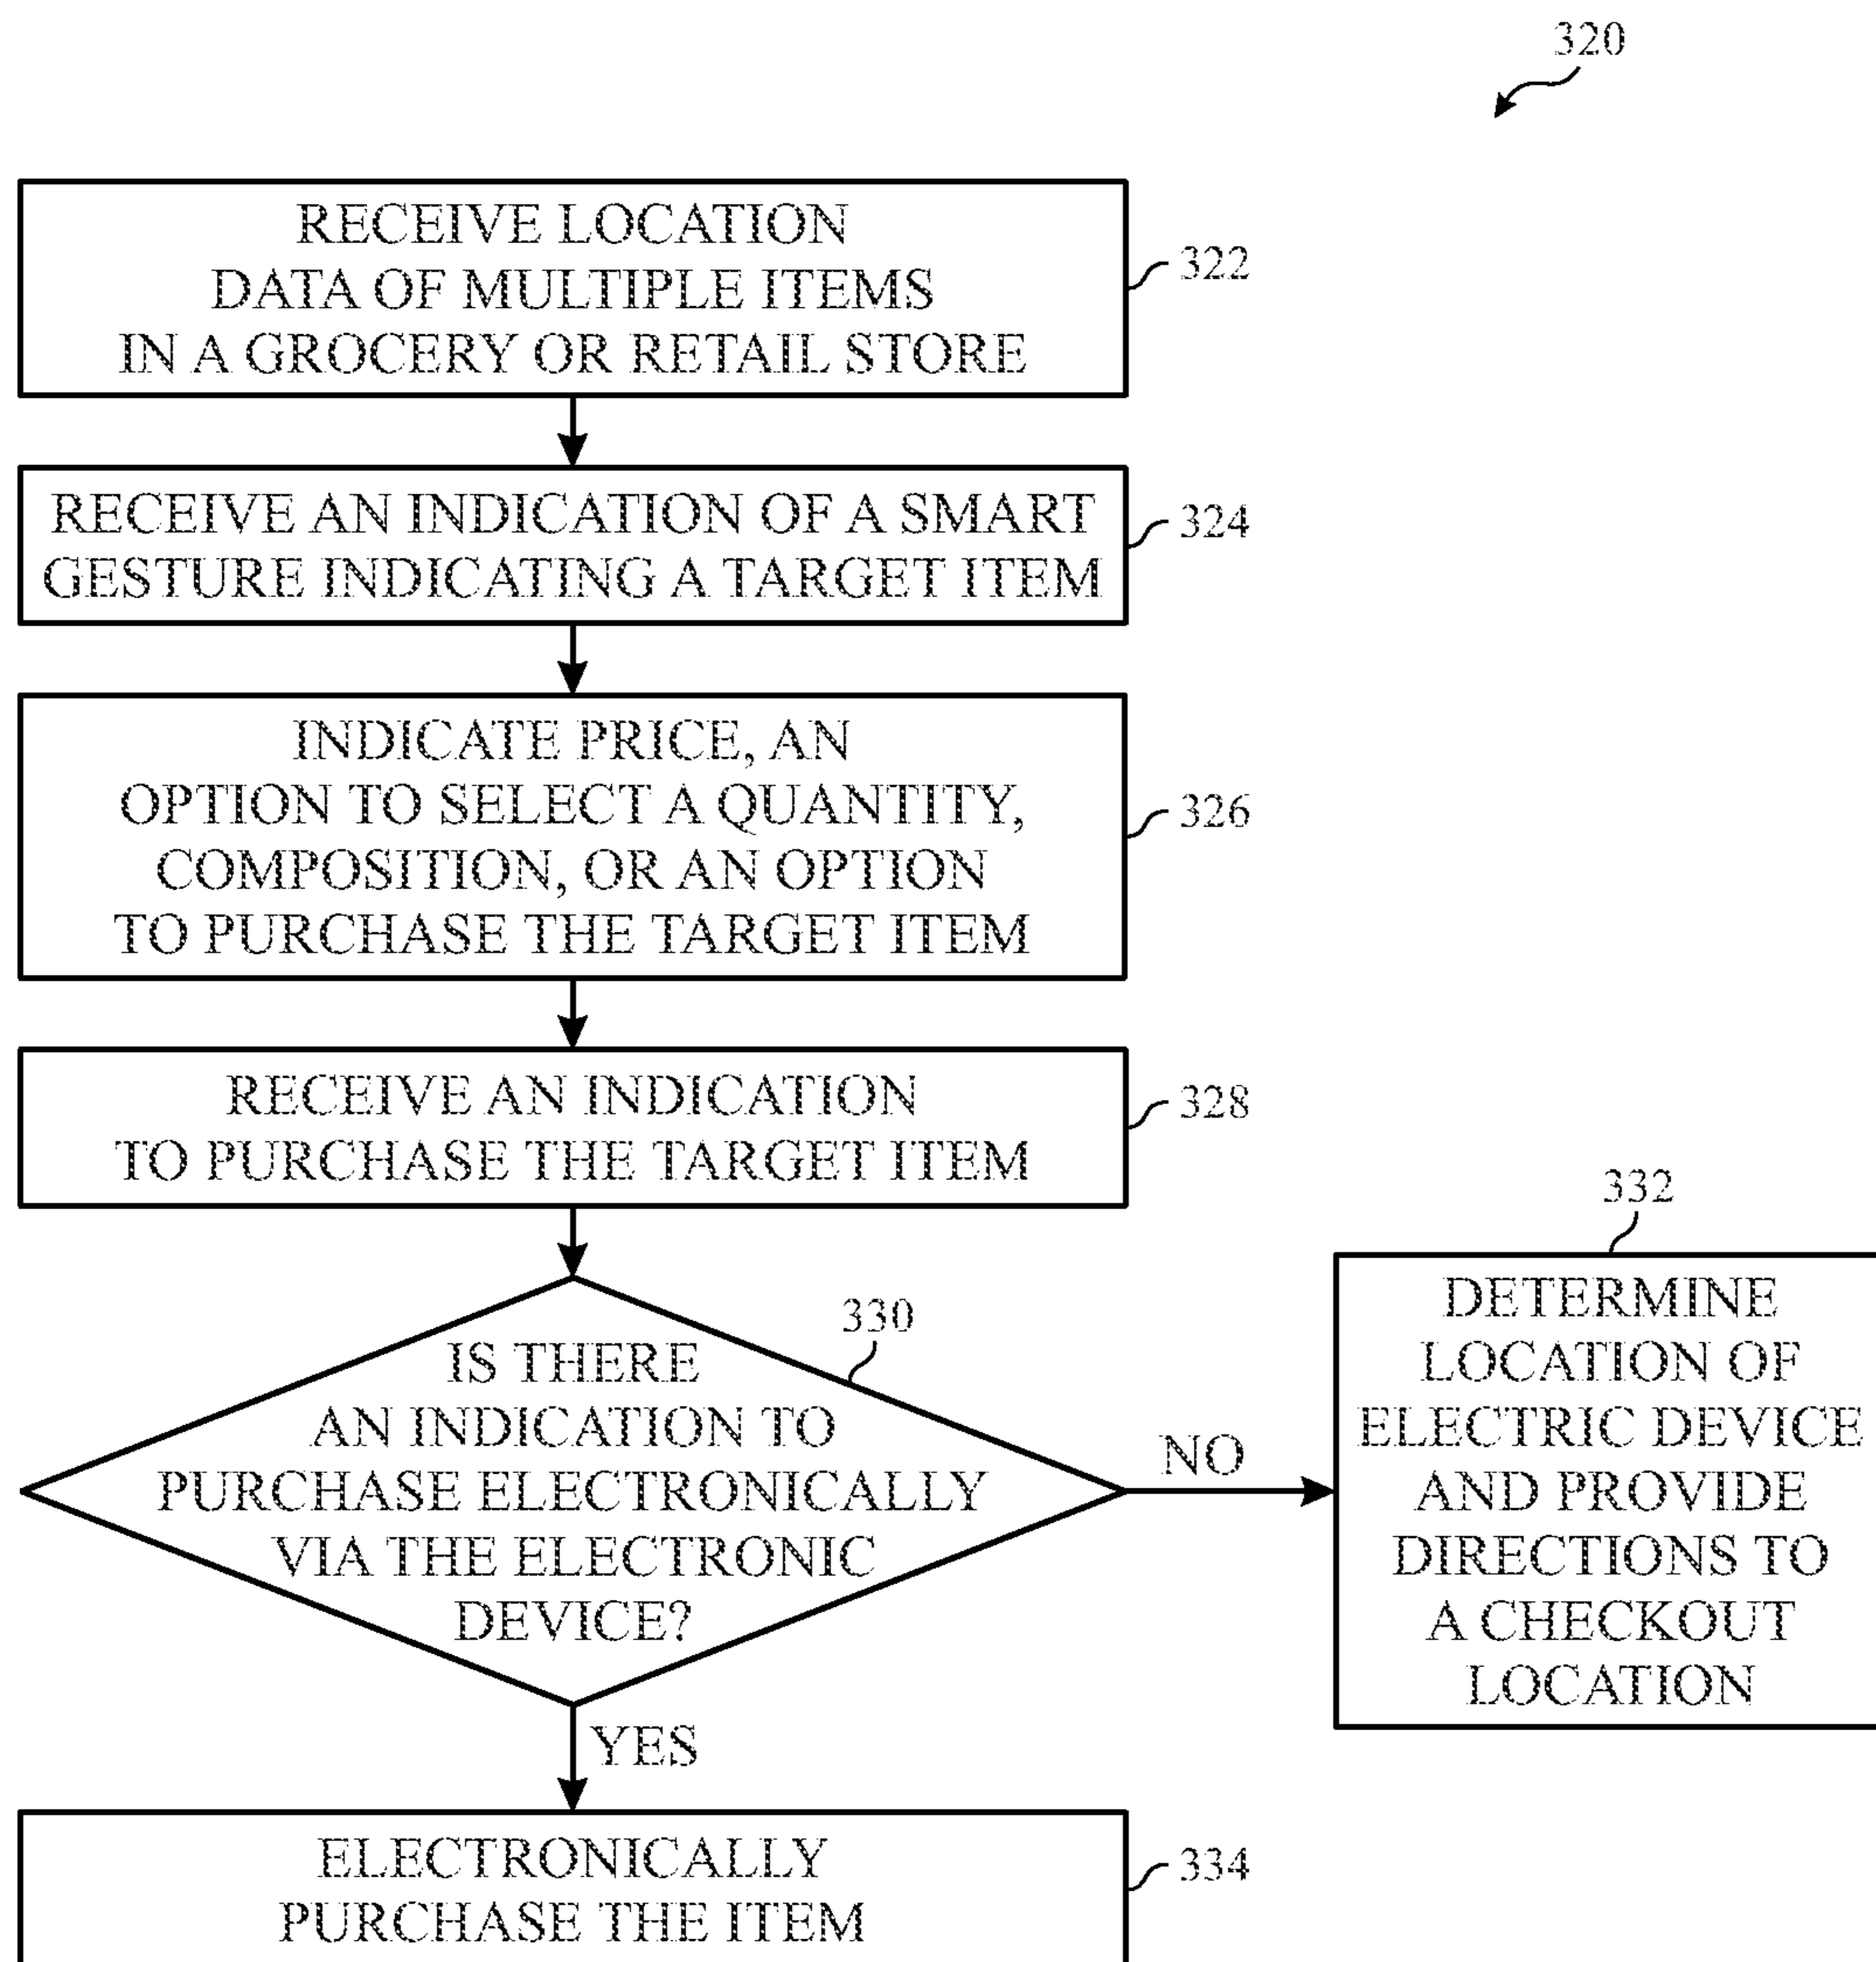 320
RECEIVE LOCATION
DATA OF MULTIPLE ITEMS
IN A GROCERY OR RETAIL STORE
322
RECEIVE AN INDICATION OF A SMART
GESTURE INDICATING A TARGET ITEM
324
INDICATE PRICE, AN
OPTION TO SELECT A QUANTITY,
COMPOSITION, OR AN OPTION
TO PURCHASE THE TARGET ITEM
326
RECEIVE AN INDICATION
TO PURCHASE THE TARGET ITEM
328
330
IS THERE
AN INDICATION TO
PURCHASE ELECTRONICALLY
VIA THE ELECTRONIC
DEVICE?
NO
332
DETERMINE
LOCATION OF
ELECTRIC DEVICE
AND PROVIDE
DIRECTIONS TO
A CHECKOUT
LOCATION
YES
ELECTRONICALLY
PURCHASE THE ITEM
334